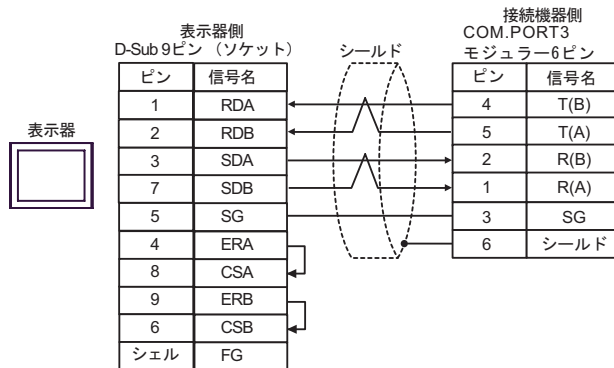 表示器側
D-Sub 9ピン （ソケット）
シールド
接続機器側
COM.PORT3
モジュラー6ピン
表示器
ピン 信号名
1 RDA
2 RDB
3 SDA
7 SDB
5 SG
4 ERA
8 CSA
9 ERB
6 CSB
シェル FG
ピン 信号名
4 T(B)
5 T(A)
2 R(B)
1 R(A)
3 SG
6 シールド